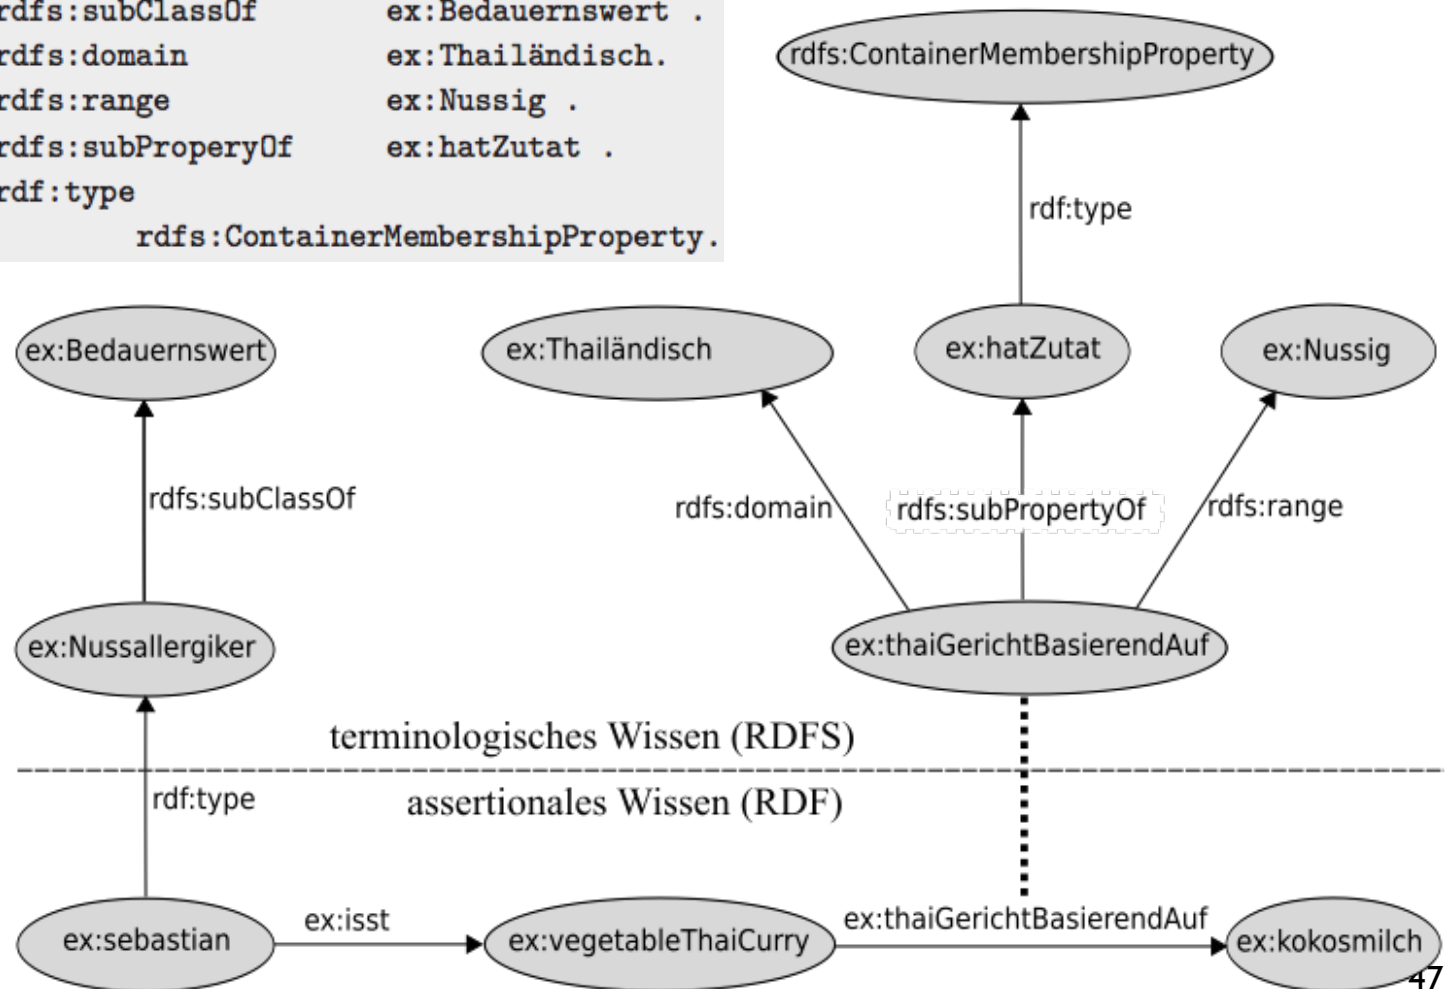 rdfs:subClassOf ex:Bedauernswert .
rdfs:domain ex:Thailändisch.
rdfs:range ex:Nussig .
rdfs:subProperyOf ex:hatZutat .
rdf:type
rdfs:ContainerMembershipProperty.
rdfs:ContainerMembershipProperty
rdf:type
ex:Bedauernswert
ex:Thailändisch
ex:hatZutat
ex:Nussig
rdfs:subClassOf
rdfs:domain
rdfs:subPropertyOf
rdfs:range
ex:Nussallergiker
ex:thaiGerichtBasierendAuf
terminologisches Wissen (RDFS)
rdf:type
assertionales Wissen (RDF)
ex:sebastian
ex:isst
ex:vegetableThaiCurry
ex:thaiGerichtBasierendAuf
ex:kokosmilch
47